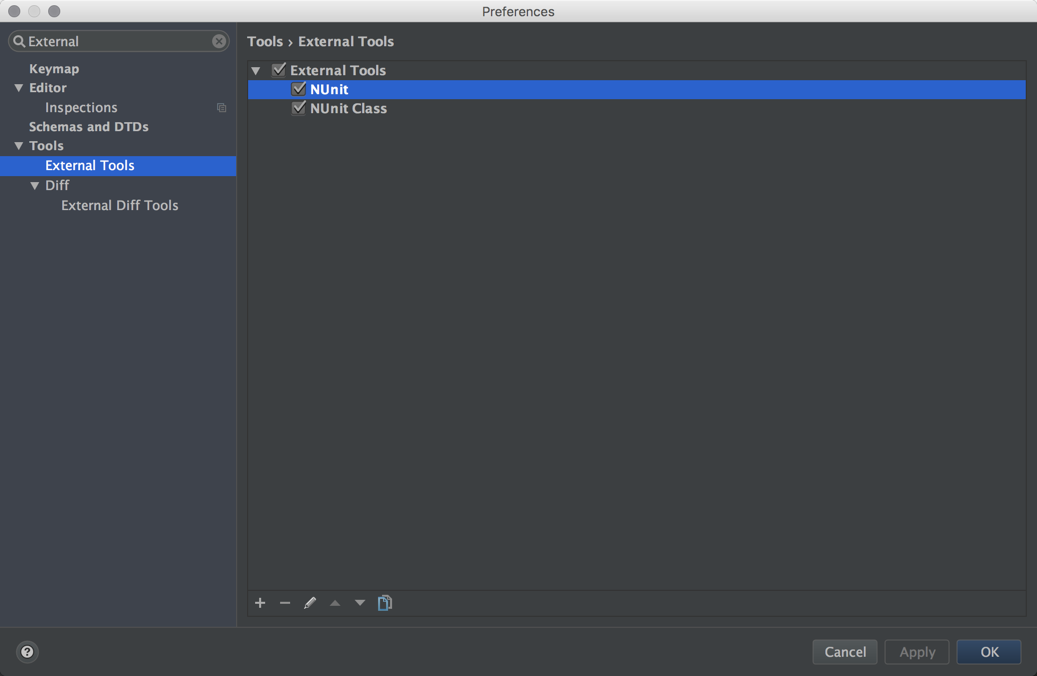 Preferences
External
Keymap
Editor
Inspections
Schemas and DTDs
Tools
External Tools
Diff
External Diff Tools
Tools › External Tools
External Tools
NUnit
NUnit Class
?
Cancel
Apply
OK